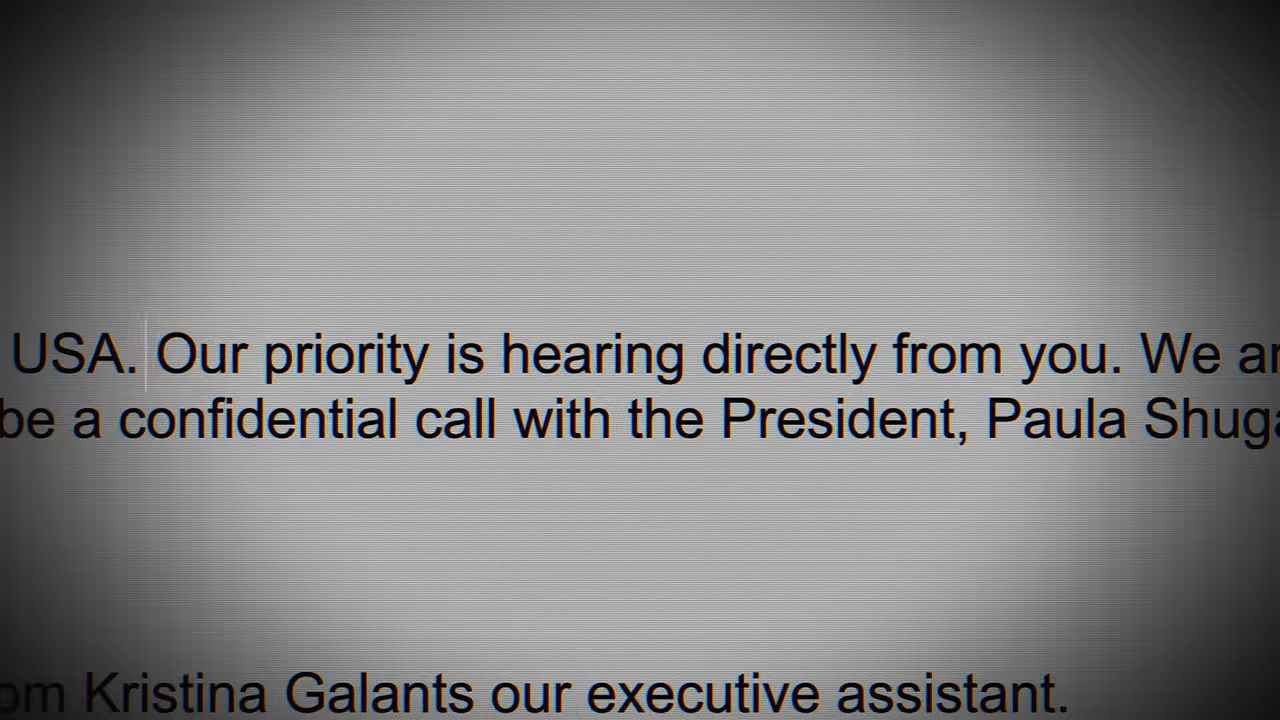 USA. Our priority is hearing directly from you. We
be a confidential call with the President, Paula
Kristina Galants our executive assistant.